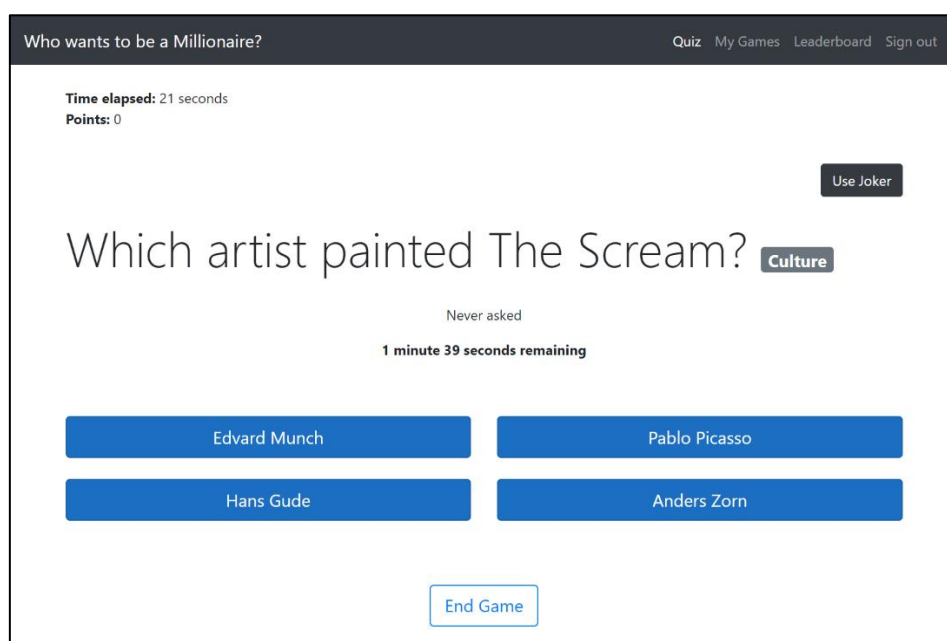 Who wants to be a Millionaire? Quiz My Games Leaderboard Sign out
Time elapsed: 21 seconds
Points: 0
Use Joker
Which artist painted The Scream? Culture
Never asked
1 minute 39 seconds remaining
Edvard Munch Pablo Picasso
Hans Gude Anders Zorn
End Game